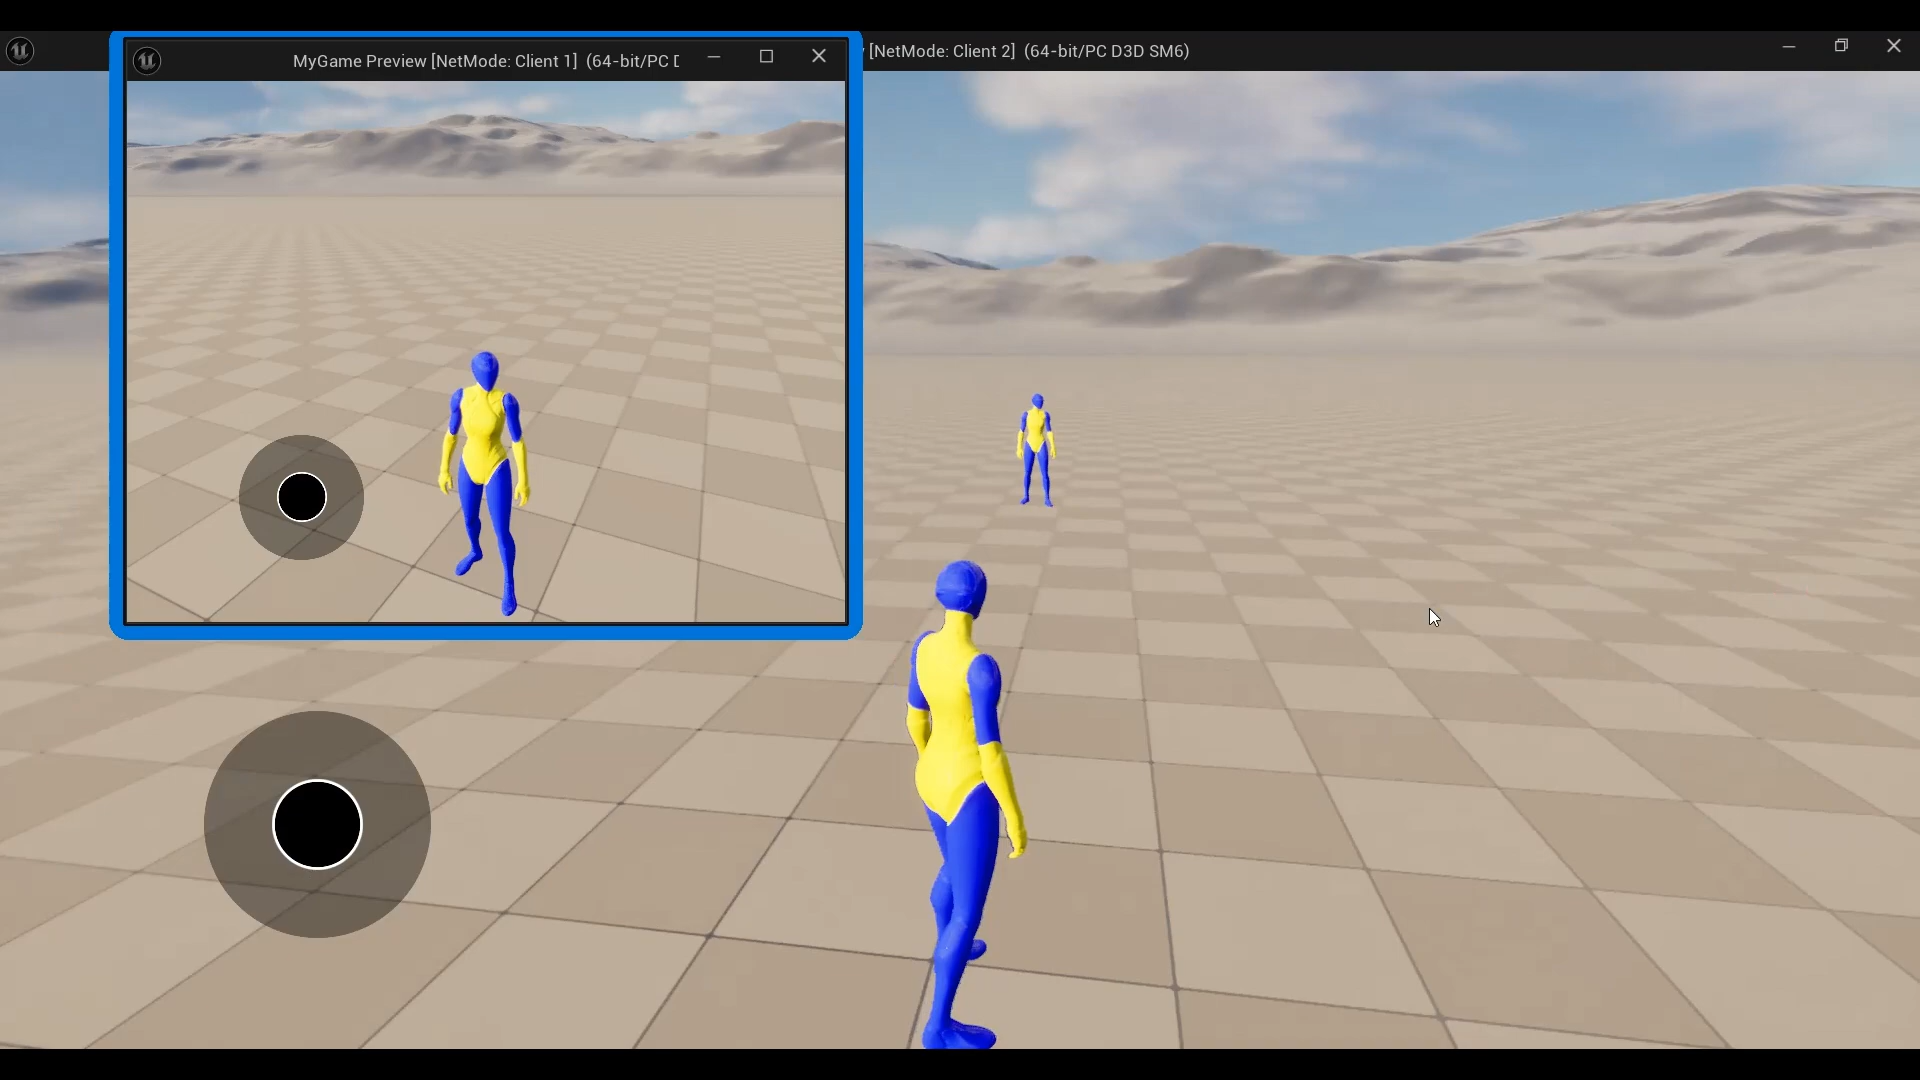 MyGame Preview [NetMode: Client 1] (64-bit/PC D
[NetMode: Client 2] (64-bit/PC D3D SM6)